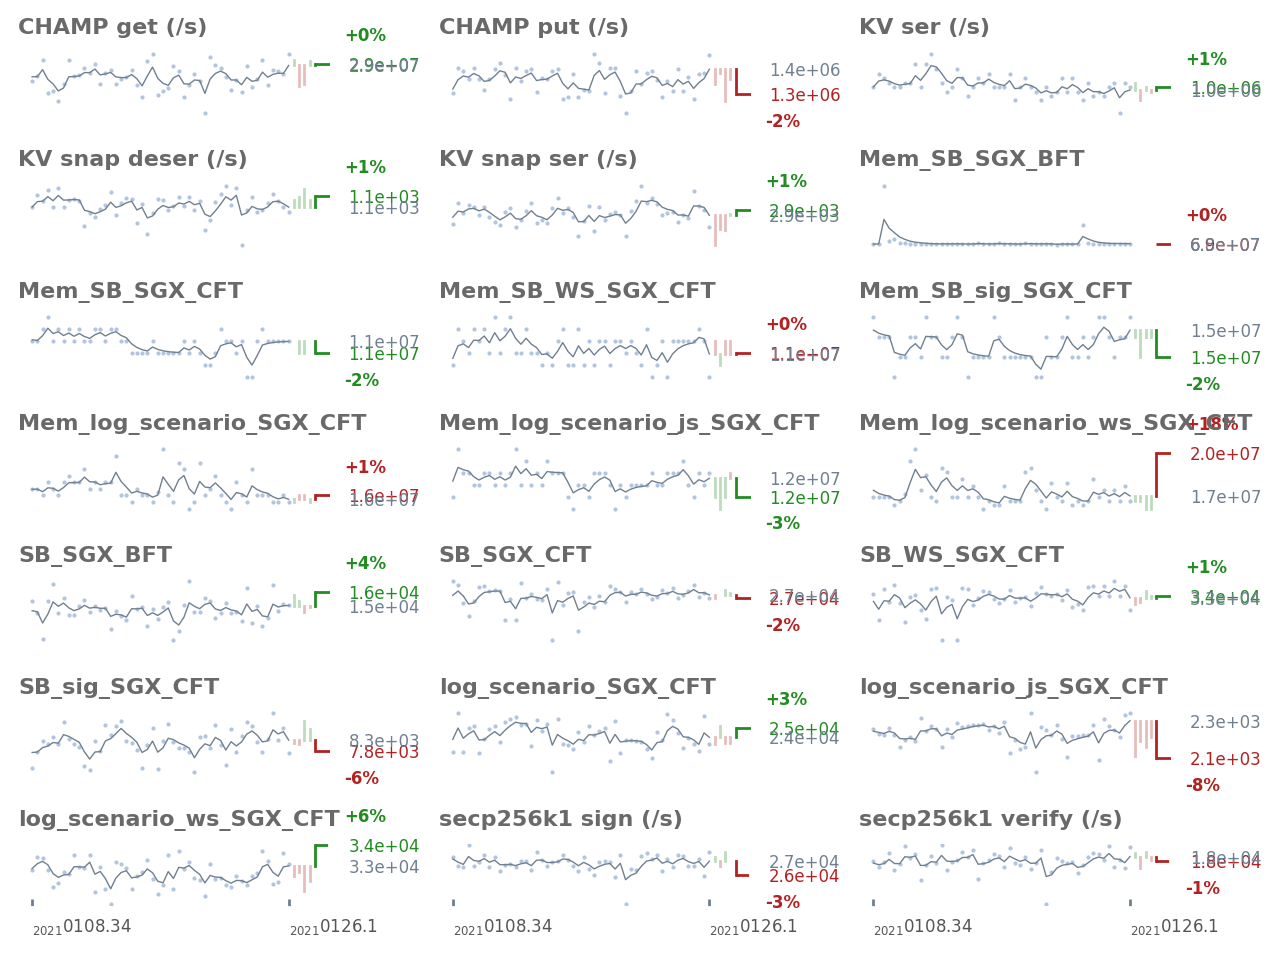 CHAMP get (/s)
+0%
2.9e+07
CHAMP put (/s)
1.4e+06
1.3e+06
-2%
KV ser (/s)
+1%
1.0e+06
1.0e+06
KV snap deser (/s)
+1%
1.1e+03
1.1e+03
KV snap ser (/s)
+1%
2.9e+03
2.9e+03
Mem_SB_SGX_BFT
+0%
6.9e+07
Mem_SB_SGX_CFT
1.1e+07
1.1e+07
-2%
Mem_SB_WS_SGX_CFT
+0%
1.1e+07
1.1e+07
Mem_SB_sig_SGX_CFT
1.5e+07
1.5e+07
-2%
Mem_log_scenario_SGX_CFT
+1%
1.6e+07
1.6e+07
Mem_log_scenario_js_SGX_CFT
1.2e+07
1.2e+07
-3%
Mem_log_scenario_ws_SGX_CFT
+18%
2.0e+07
1.7e+07
SB_SGX_BFT
+4%
1.6e+04
1.5e+04
SB_SGX_CFT
2.7e+04
2.7e+04
-2%
SB_WS_SGX_CFT
+1%
3.4e+04
3.3e+04
SB_sig_SGX_CFT
8.3e+03
7.8e+03
-6%
log_scenario_SGX_CFT
+3%
2.5e+04
2.4e+04
log_scenario_js_SGX_CFT
2.3e+03
2.1e+03
-8%
log_scenario_ws_SGX_CFT
+6%
3.4e+04
3.3e+04
secp256k1 sign (/s)
2.7e+04
2.6e+04
-3%
secp256k1 verify (/s)
1.8e+04
1.8e+04
-1%
20210108.34
20210126.1
20210108.34
20210126.1
20210108.34
20210126.1